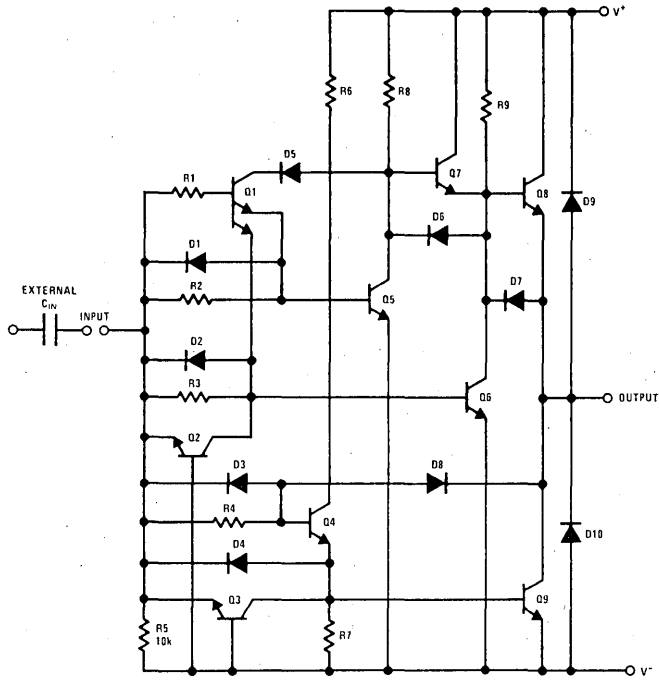 V+
R6
R8
R9
D5
R1
Q1
Q7
Q8
D9
D6
D1
EXTERNAL
CIN
INPUT
R2
Q5
D7
D2
R3
Q6
OUTPUT
Q2
D3
D8
R4
Q4
D4
D10
Q3
Q9
R5
10k
R7
V-